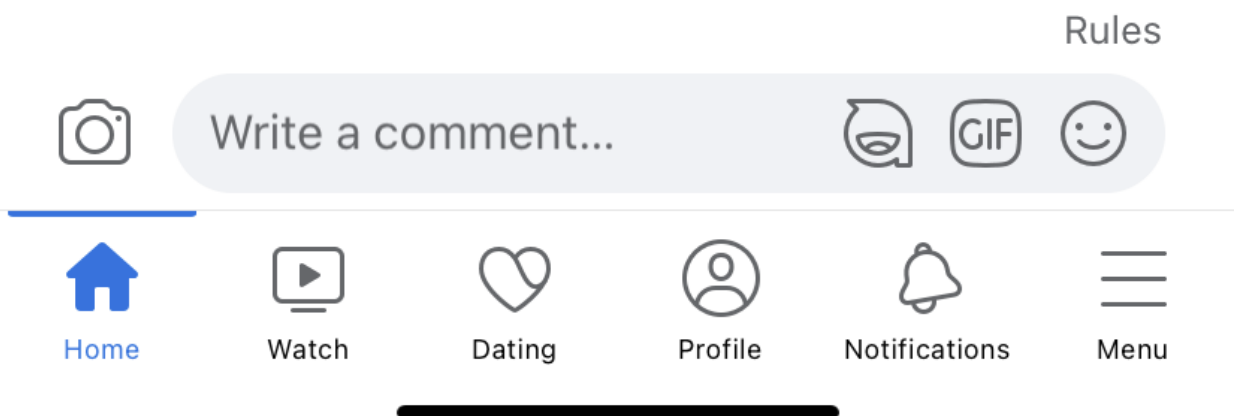 Rules
Write a comment...
GIF
Home
Watch
Dating
Profile
Notifications
Menu